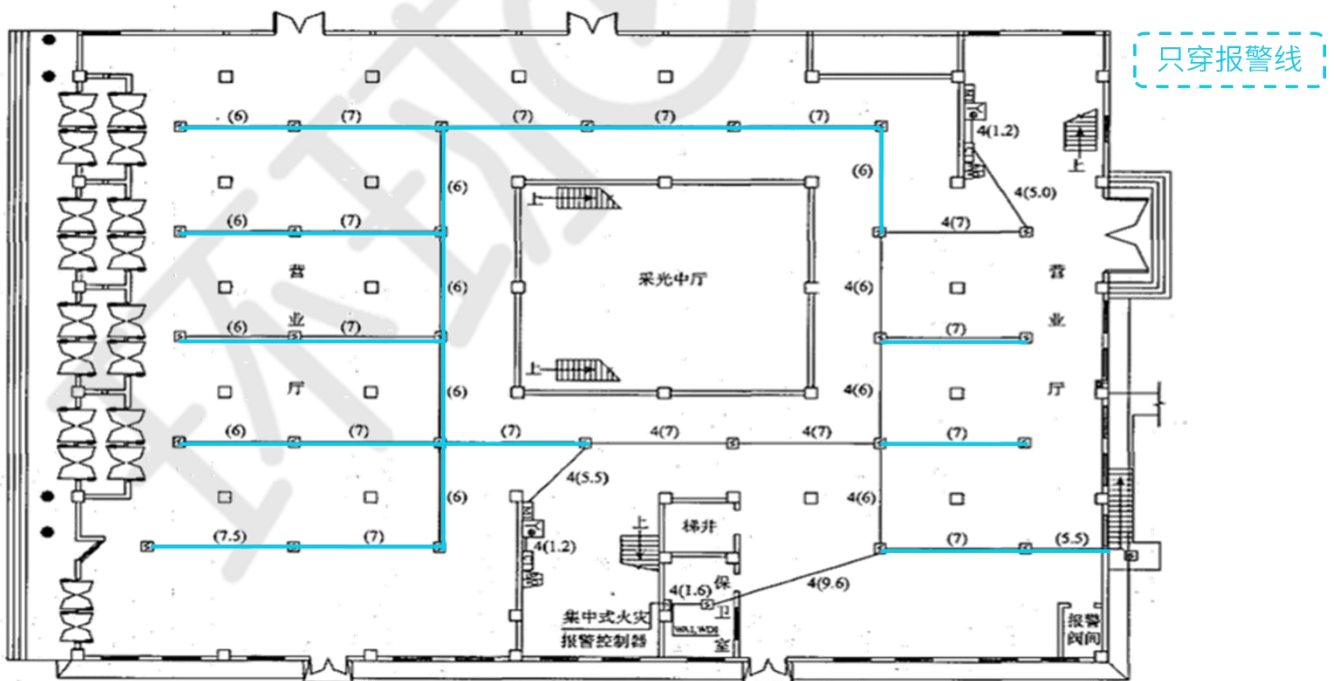 只穿报警线
(6) (7) (7) (7) (7)
4(1.2)
上
(6) (6) 4(5.0)
上
(6) (7) 4(7)
营 采光中厅 营
(6) 4(6)
业 业
(6) (7) (7)
上
厅 厅
(6) 4(6)
(6) (7) (7) 4(7) 4(7) (7)
4(5.5)
(6) 4(6)
上 梯井
(7.5) (7) 4(1.2) (7) (5.5)
4(1.6) 保 4(9.6)
卫
室
集中式火灾
报警控制器
报警
阀间